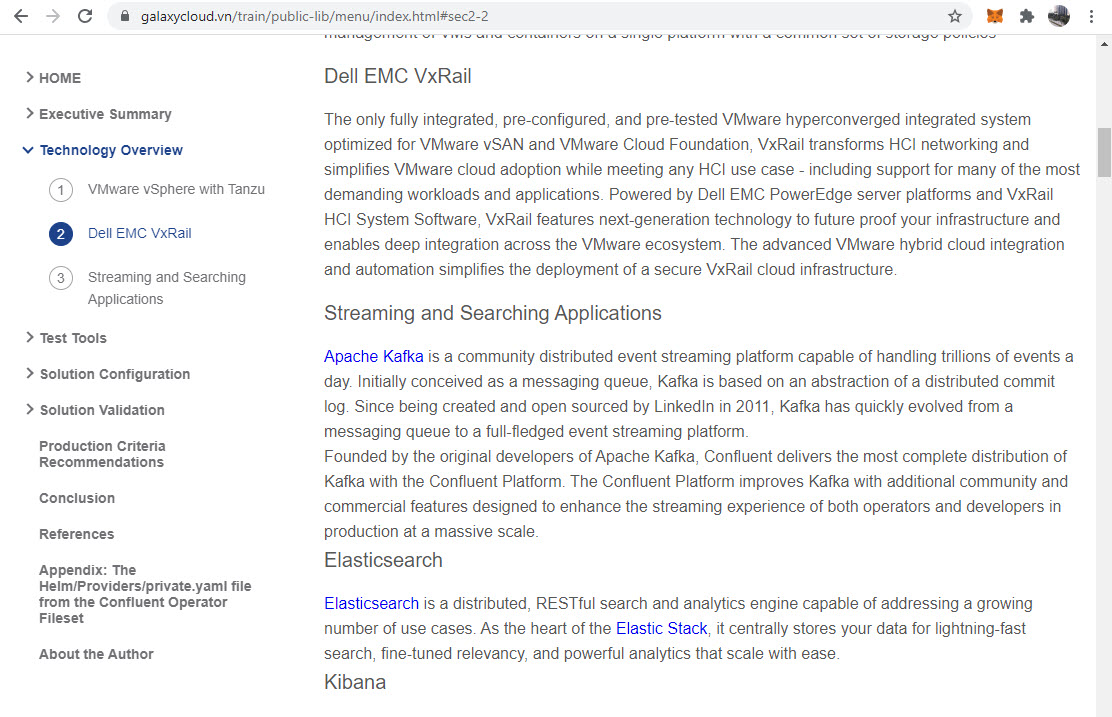 galaxycloud.vn/train/public-lib/menu/index.html#sec2-2
management of VMs and containers on a single platform with a common set of storage policies
HOME
Executive Summary
Technology Overview
1 VMware vSphere with Tanzu
2 Dell EMC VxRail
3 Streaming and Searching
Applications
Test Tools
Solution Configuration
Solution Validation
Production Criteria
Recommendations
Conclusion
References
Appendix: The
Helm/Providers/private.yaml file
from the Confluent Operator
Fileset
About the Author
Dell EMC VxRail
The only fully integrated, pre-configured, and pre-tested VMware hyperconverged integrated system
optimized for VMware vSAN and VMware Cloud Foundation, VxRail transforms HCI networking and
simplifies VMware cloud adoption while meeting any HCI use case - including support for many of the most
demanding workloads and applications. Powered by Dell EMC PowerEdge server platforms and VxRail
HCI System Software, VxRail features next-generation technology to future proof your infrastructure and
enables deep integration across the VMware ecosystem. The advanced VMware hybrid cloud integration
and automation simplifies the deployment of a secure VxRail cloud infrastructure.
Streaming and Searching Applications
Apache Kafka is a community distributed event streaming platform capable of handling trillions of events a
day. Initially conceived as a messaging queue, Kafka is based on an abstraction of a distributed commit
log. Since being created and open sourced by LinkedIn in 2011, Kafka has quickly evolved from a
messaging queue to a full-fledged event streaming platform.
Founded by the original developers of Apache Kafka, Confluent delivers the most complete distribution of
Kafka with the Confluent Platform. The Confluent Platform improves Kafka with additional community and
commercial features designed to enhance the streaming experience of both operators and developers in
production at a massive scale.
Elasticsearch
Elasticsearch is a distributed, RESTful search and analytics engine capable of addressing a growing
number of use cases. As the heart of the Elastic Stack, it centrally stores your data for lightning-fast
search, fine-tuned relevancy, and powerful analytics that scale with ease.
Kibana